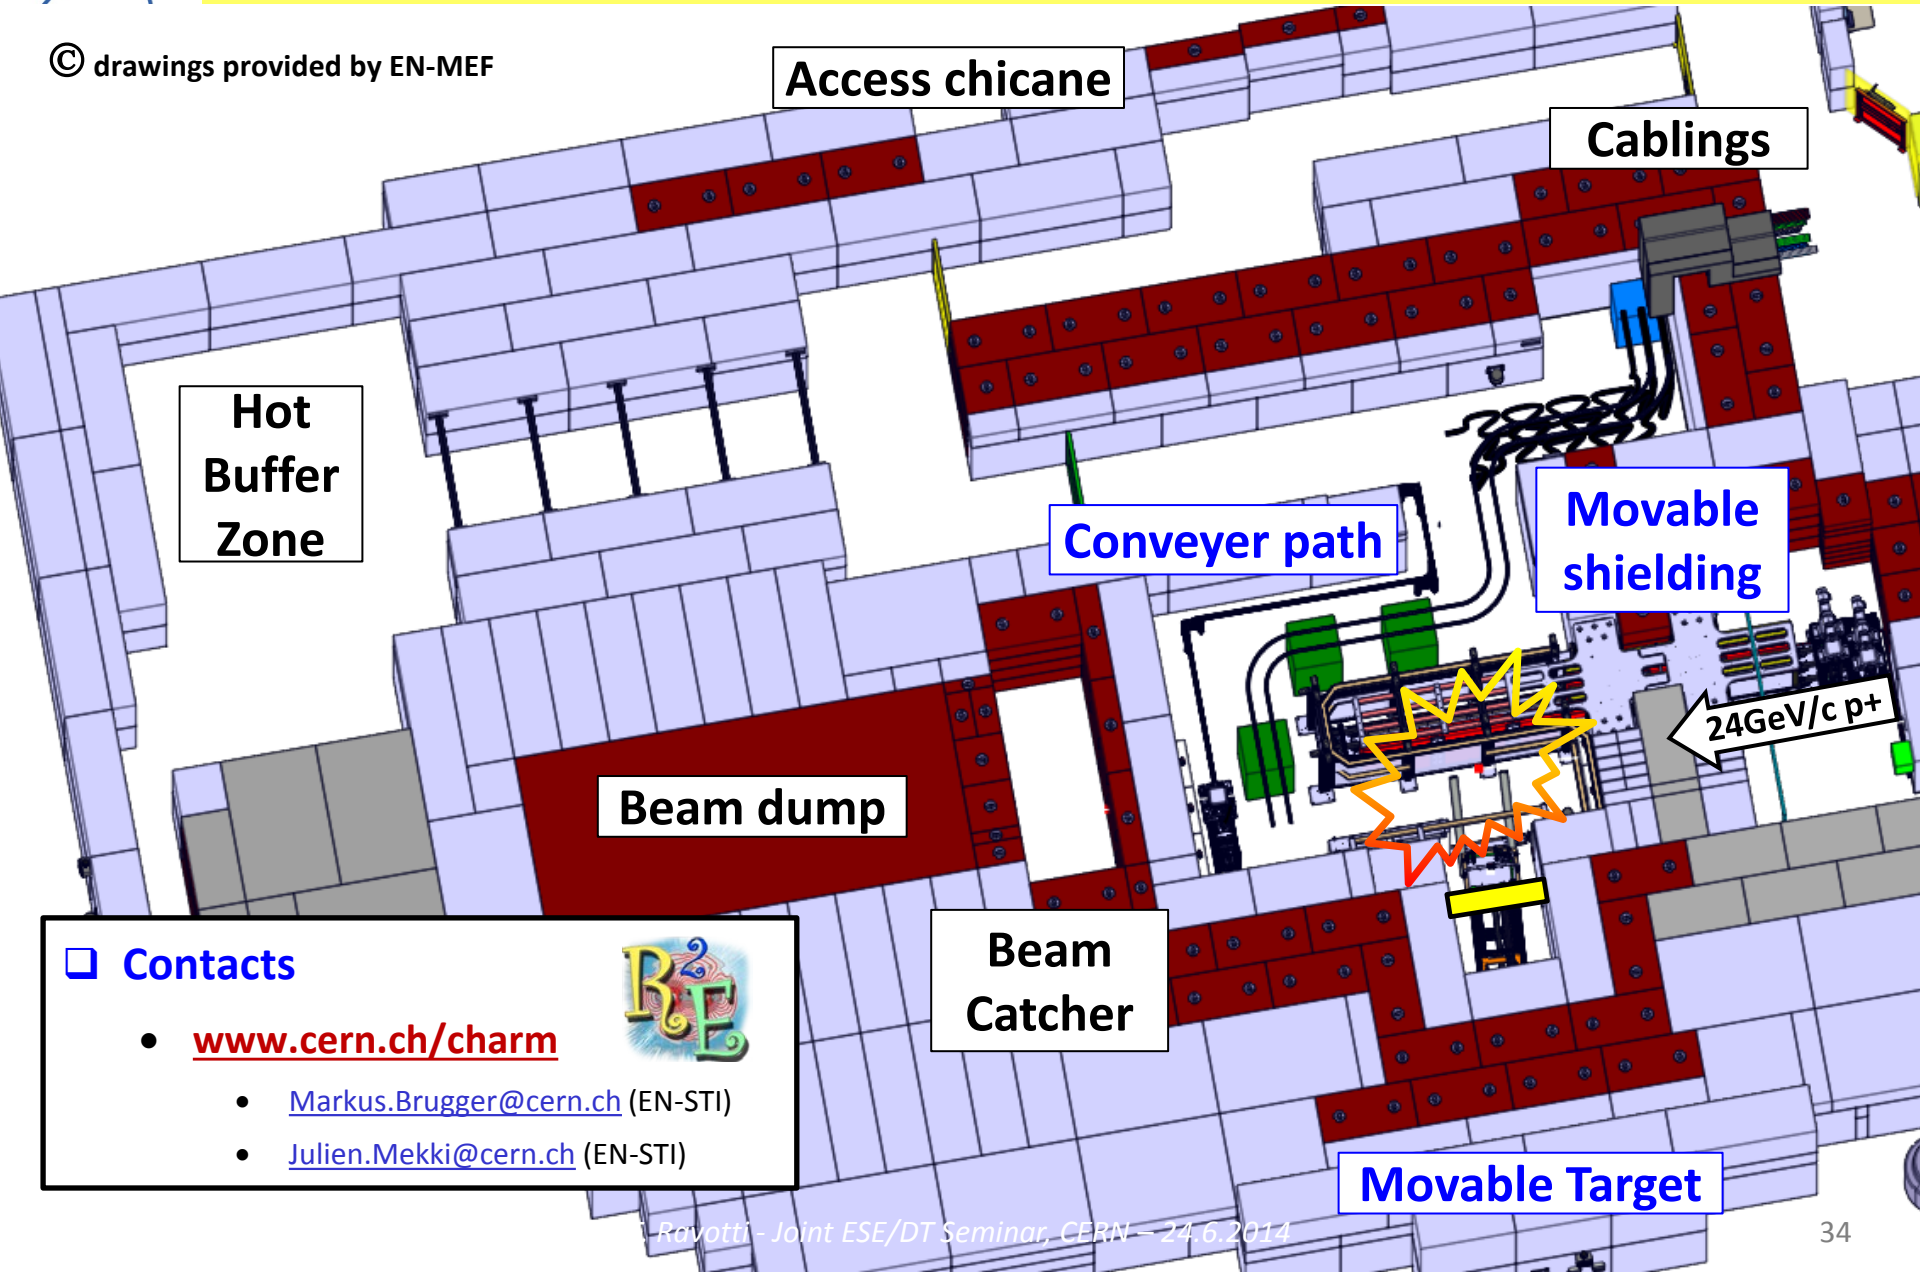 © drawings provided by EN-MEF
Access chicane
Cablings
Hot
Buffer
Zone
Conveyer path
Movable
shielding
24GeV/c p+
Beam dump
Beam
Catcher
Contacts
R2E
www.cern.ch/charm
Markus.Brugger@cern.ch (EN-STI)
Julien.Mekki@cern.ch (EN-STI)
Movable Target
Ravotti - Joint ESE/DT Seminar, CERN – 24.6.2014
34